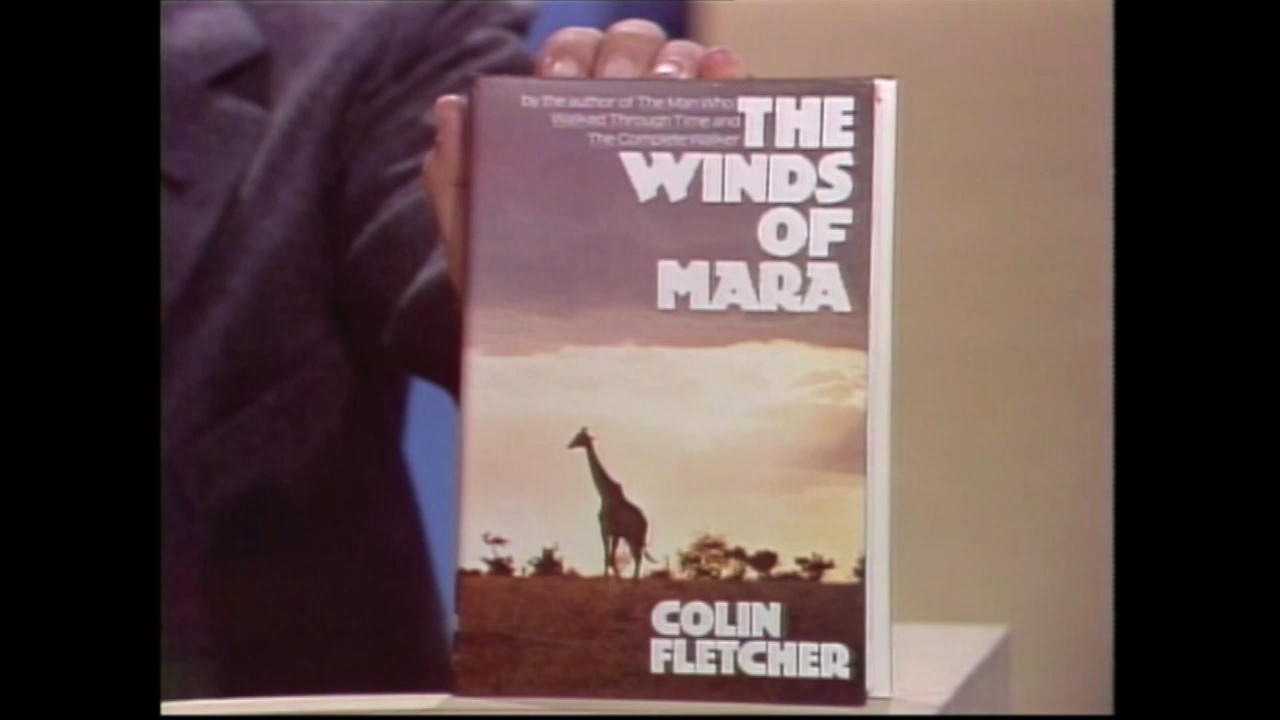 by the author of The Man Who
Walked Through Time and
The Complete Walker
THE
WINDS
OF
MARA
COLIN
FLETCHER